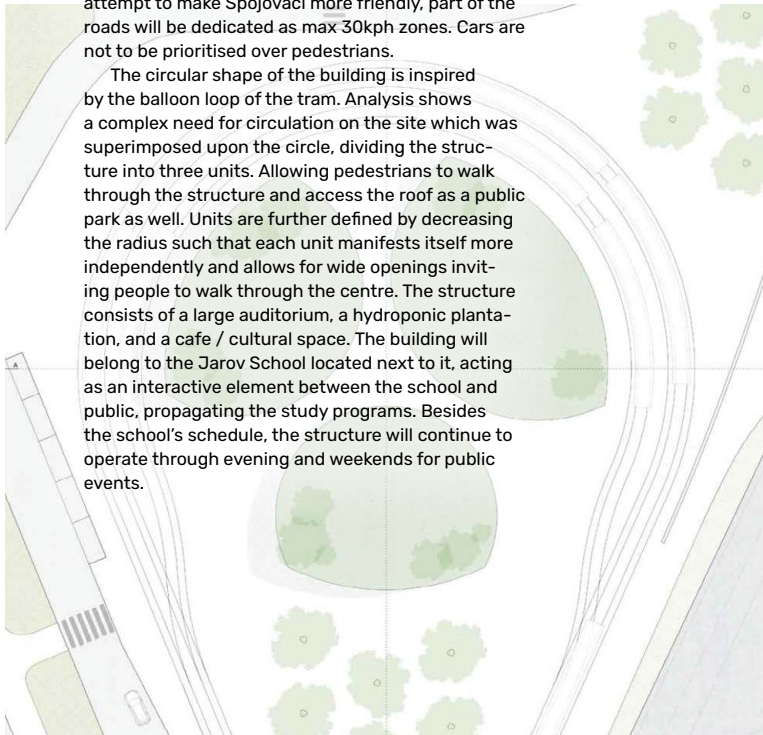 attempt to make Spojovací more friendly, part of the
roads will be dedicated as max 30kph zones. Cars are
not to be prioritised over pedestrians.
The circular shape of the building is inspired
by the balloon loop of the tram. Analysis shows
a complex need for circulation on the site which was
superimposed upon the circle, dividing the struc-
ture into three units. Allowing pedestrians to walk
through the structure and access the roof as a public
park as well. Units are further defined by decreasing
the radius such that each unit manifests itself more
independently and allows for wide openings invit-
ing people to walk through the centre. The structure
consists of a large auditorium, a hydroponic planta-
tion, and a cafe / cultural space. The building will
belong to the Jarov School located next to it, acting
as an interactive element between the school and
public, propagating the study programs. Besides
the school's schedule, the structure will continue to
operate through evening and weekends for public
events.